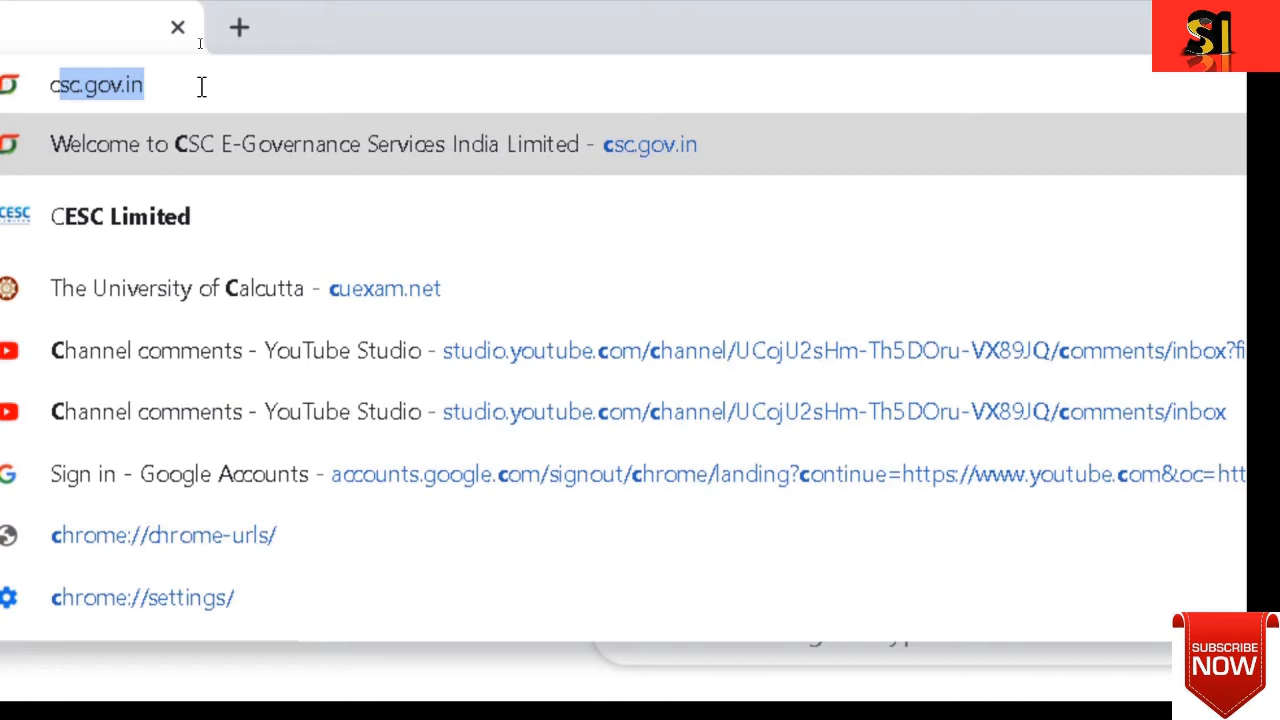 csc.gov.in
Welcome to CSC E-Governance Services India Limited - csc.gov.in
CESC LIMITED
CESC Limited
The University of Calcutta - cuexam.net
Channel comments - YouTube Studio - studio.youtube.com/channel/UCojU2sHm-Th5DOru-VX89JQ/comments/inbox?fi
Channel comments - YouTube Studio - studio.youtube.com/channel/UCojU2sHm-Th5DOru-VX89JQ/comments/inbox
Sign in - Google Accounts - accounts.google.com/signout/chrome/landing?continue=https://www.youtube.com&oc=htt
chrome://chrome-urls/
chrome://settings/
SI
SUBSCRIBE
NOW